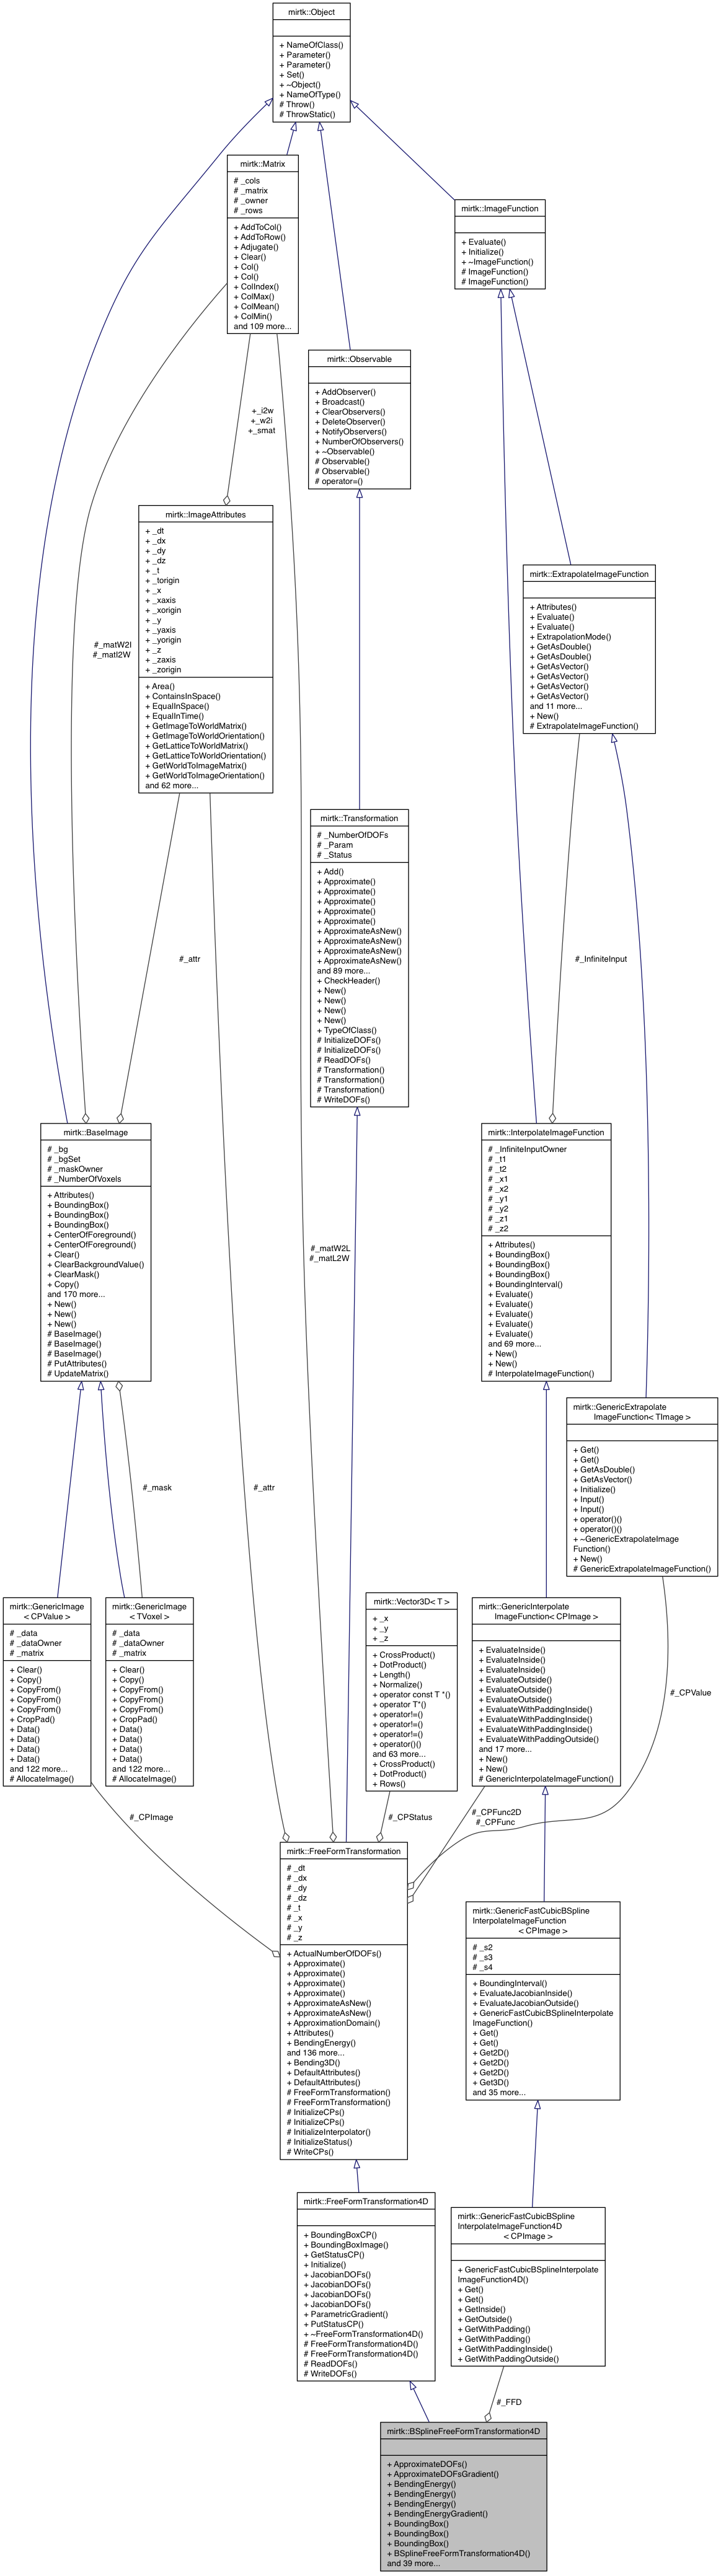 mirtk::Object
+ NameOfClass()
+ Parameter()
+ Parameter()
+ Set()
+ ~Object()
+ NameOfType()
# Throw()
# ThrowStatic()
mirtk::Matrix
# _cols
# _matrix
# _owner
# _rows
+ AddToCol()
+ AddToRow()
+ Adjugate()
+ Clear()
+ Col()
+ Col()
+ ColIndex()
+ ColMax()
+ ColMean()
+ ColMin()
and 109 more...
mirtk::ImageFunction
+ Evaluate()
+ Initialize()
+ ~ImageFunction()
# ImageFunction()
# ImageFunction()
mirtk::Observable
+ AddObserver()
+ Broadcast()
+ ClearObservers()
+ DeleteObserver()
+ NotifyObservers()
+ NumberOfObservers()
+ ~Observable()
# Observable()
# Observable()
# operator=()
+_i2w
+_w2i
+_smat
mirtk::ImageAttributes
+ _dt
+ _dx
+ _dy
+ _dz
+ _t
+ _torigin
+ _x
+ _xaxis
+ _xorigin
+ _y
+ _yaxis
+ _yorigin
+ _z
+ _zaxis
+ _zorigin
+ Area()
+ ContainsInSpace()
+ EqualInSpace()
+ EqualInTime()
+ GetImageToWorldMatrix()
+ GetImageToWorldOrientation()
+ GetLatticeToWorldMatrix()
+ GetLatticeToWorldOrientation()
+ GetWorldToImageMatrix()
+ GetWorldToImageOrientation()
and 62 more...
#_matW2I
#_matI2W
mirtk::ExtrapolateImageFunction
+ Attributes()
+ Evaluate()
+ Evaluate()
+ ExtrapolationMode()
+ GetAsDouble()
+ GetAsDouble()
+ GetAsVector()
+ GetAsVector()
+ GetAsVector()
+ GetAsVector()
and 11 more...
+ New()
# ExtrapolateImageFunction()
mirtk::Transformation
# _NumberOfDOFs
# _Param
# _Status
+ Add()
+ Approximate()
+ Approximate()
+ Approximate()
+ Approximate()
+ Approximate()
+ ApproximateAsNew()
+ ApproximateAsNew()
+ ApproximateAsNew()
+ ApproximateAsNew()
and 89 more...
+ CheckHeader()
+ New()
+ New()
+ New()
+ New()
+ TypeOfClass()
# InitializeDOFs()
# InitializeDOFs()
# ReadDOFs()
# Transformation()
# Transformation()
# Transformation()
# WriteDOFs()
#_attr
#_InfiniteInput
mirtk::BaseImage
# _bg
# _bgSet
# _maskOwner
# _NumberOfVoxels
+ Attributes()
+ BoundingBox()
+ BoundingBox()
+ BoundingBox()
+ CenterOfForeground()
+ CenterOfForeground()
+ Clear()
+ ClearBackgroundValue()
+ ClearMask()
+ Copy()
and 170 more...
+ New()
+ New()
+ New()
# BaseImage()
# BaseImage()
# BaseImage()
# PutAttributes()
# UpdateMatrix()
#_matW2L
#_matL2W
mirtk::InterpolateImageFunction
# _InfiniteInputOwner
# _t1
# _t2
# _x1
# _x2
# _y1
# _y2
# _z1
# _z2
+ Attributes()
+ BoundingBox()
+ BoundingBox()
+ BoundingBox()
+ BoundingInterval()
+ Evaluate()
+ Evaluate()
+ Evaluate()
+ Evaluate()
+ Evaluate()
and 69 more...
+ New()
+ New()
# InterpolateImageFunction()
mirtk::GenericExtrapolate
ImageFunction< TImage >
+ Get()
+ Get()
+ GetAsDouble()
+ GetAsVector()
+ Initialize()
+ Input()
+ Input()
+ operator()()
+ operator()()
+ ~GenericExtrapolateImage
Function()
+ New()
# GenericExtrapolateImageFunction()
#_mask
#_attr
mirtk::GenericImage
< CPValue >
# _data
# _dataOwner
# _matrix
+ Clear()
+ Copy()
+ CopyFrom()
+ CopyFrom()
+ CopyFrom()
+ CropPad()
+ Data()
+ Data()
+ Data()
+ Data()
and 122 more...
# AllocateImage()
mirtk::GenericImage
< TVoxel >
# _data
# _dataOwner
# _matrix
+ Clear()
+ Copy()
+ CopyFrom()
+ CopyFrom()
+ CopyFrom()
+ CropPad()
+ Data()
+ Data()
+ Data()
+ Data()
and 122 more...
# AllocateImage()
mirtk::Vector3D< T >
+ _x
+ _y
+ _z
+ CrossProduct()
+ DotProduct()
+ Length()
+ Normalize()
+ operator const T *()
+ operator T*()
+ operator!=()
+ operator!=()
+ operator!=()
+ operator()()
and 63 more...
+ CrossProduct()
+ DotProduct()
+ Rows()
mirtk::GenericInterpolate
ImageFunction< CPImage >
+ EvaluateInside()
+ EvaluateInside()
+ EvaluateInside()
+ EvaluateOutside()
+ EvaluateOutside()
+ EvaluateOutside()
+ EvaluateWithPaddingInside()
+ EvaluateWithPaddingInside()
+ EvaluateWithPaddingInside()
+ EvaluateWithPaddingOutside()
and 17 more...
+ New()
+ New()
# GenericInterpolateImageFunction()
#_CPValue
#_CPImage
#_CPStatus
#_CPFunc2D
#_CPFunc
mirtk::FreeFormTransformation
# _dt
# _dx
# _dy
# _dz
# _t
# _x
# _y
# _z
+ ActualNumberOfDOFs()
+ Approximate()
+ Approximate()
+ Approximate()
+ Approximate()
+ ApproximateAsNew()
+ ApproximateAsNew()
+ ApproximationDomain()
+ Attributes()
+ BendingEnergy()
and 136 more...
+ Bending3D()
+ DefaultAttributes()
+ DefaultAttributes()
# FreeFormTransformation()
# FreeFormTransformation()
# InitializeCPs()
# InitializeCPs()
# InitializeInterpolator()
# InitializeStatus()
# WriteCPs()
mirtk::GenericFastCubicBSpline
InterpolateImageFunction
< CPImage >
# _s2
# _s3
# _s4
+ BoundingInterval()
+ EvaluateJacobianInside()
+ EvaluateJacobianOutside()
+ GenericFastCubicBSplineInterpolate
ImageFunction()
+ Get()
+ Get()
+ Get2D()
+ Get2D()
+ Get2D()
+ Get3D()
and 35 more...
mirtk::FreeFormTransformation4D
+ BoundingBoxCP()
+ BoundingBoxImage()
+ GetStatusCP()
+ Initialize()
+ JacobianDOFs()
+ JacobianDOFs()
+ JacobianDOFs()
+ JacobianDOFs()
+ ParametricGradient()
+ PutStatusCP()
+ ~FreeFormTransformation4D()
# FreeFormTransformation4D()
# FreeFormTransformation4D()
# ReadDOFs()
# WriteDOFs()
mirtk::GenericFastCubicBSpline
InterpolateImageFunction4D
< CPImage >
+ GenericFastCubicBSplineInterpolate
ImageFunction4D()
+ Get()
+ Get()
+ GetInside()
+ GetOutside()
+ GetWithPadding()
+ GetWithPadding()
+ GetWithPaddingInside()
+ GetWithPaddingOutside()
#_FFD
mirtk::BSplineFreeFormTransformation4D
+ ApproximateDOFs()
+ ApproximateDOFsGradient()
+ BendingEnergy()
+ BendingEnergy()
+ BendingEnergy()
+ BendingEnergyGradient()
+ BoundingBox()
+ BoundingBox()
+ BoundingBox()
+ BSplineFreeFormTransformation4D()
and 39 more...